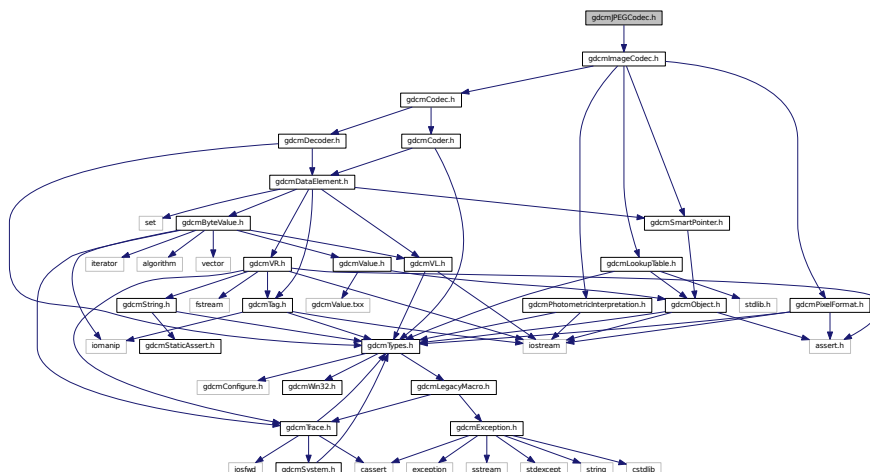 gdcmJPEGCodec.h
gdcmImageCodec.h
gdcmCodec.h
gdcmDecoder.h
gdcmCoder.h
gdcmDataElement.h
set
gdcmByteValue.h
gdcmSmartPointer.h
iterator
algorithm
vector
gdcmVR.h
gdcmValue.h
gdcmVL.h
gdcmLookupTable.h
gdcmString.h
fstream
gdcmTag.h
gdcmValue.txx
gdcmPhotometricInterpretation.h
gdcmObject.h
stdlib.h
gdcmPixelFormat.h
iomanip
gdcmStaticAssert.h
gdcmTypes.h
iostream
assert.h
gdcmConfigure.h
gdcmWin32.h
gdcmLegacyMacro.h
gdcmTrace.h
gdcmException.h
iosfwd
gdcmSystem.h
cassert
exception
sstream
stdexcept
string
cstdlib